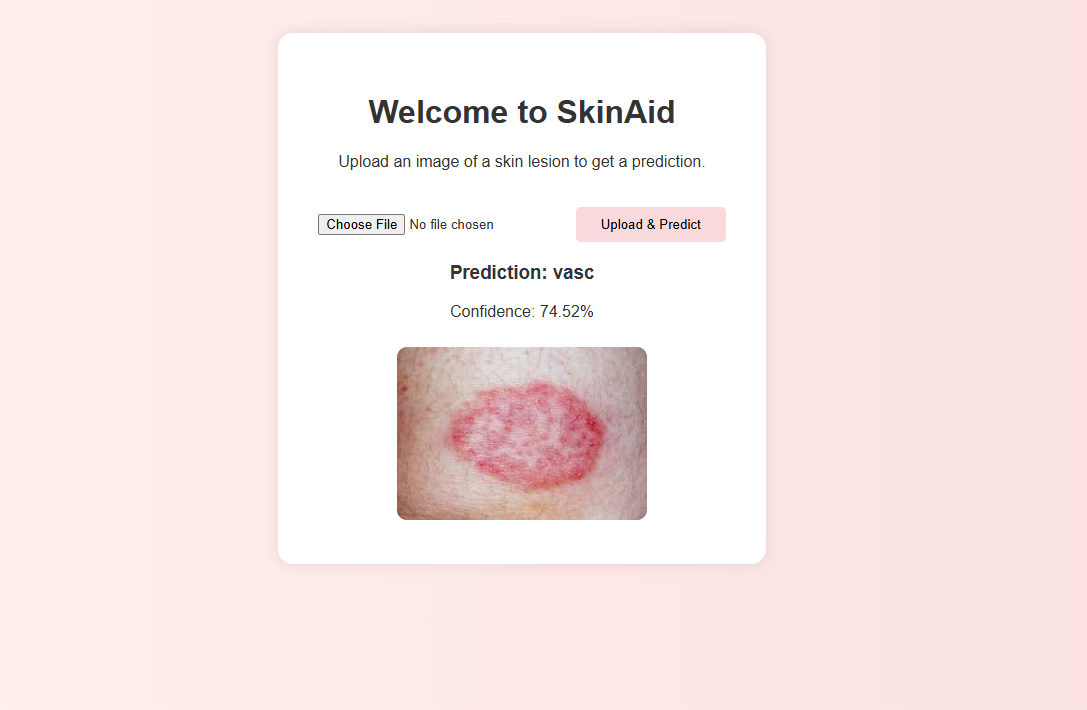 Welcome to SkinAid
Upload an image of a skin lesion to get a prediction.
Choose File No file chosen
Upload & Predict
Prediction: vasc
Confidence: 74.52%